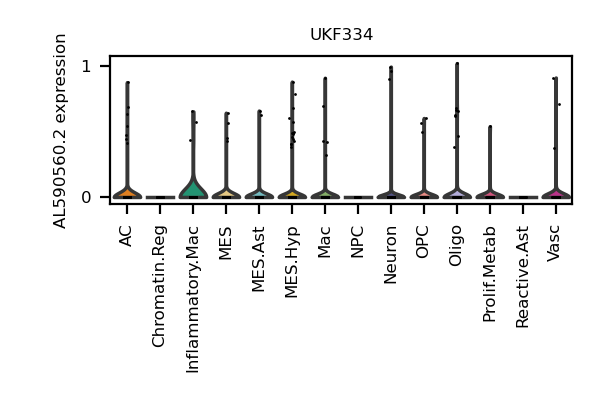 UKF334
AL590560.2 expression
1
0
AC
Chromatin.Reg
Inflammatory.Mac
MES
MES.Ast
MES.Hyp
Mac
NPC
Neuron
OPC
Oligo
Prolif.Metab
Reactive.Ast
Vasc